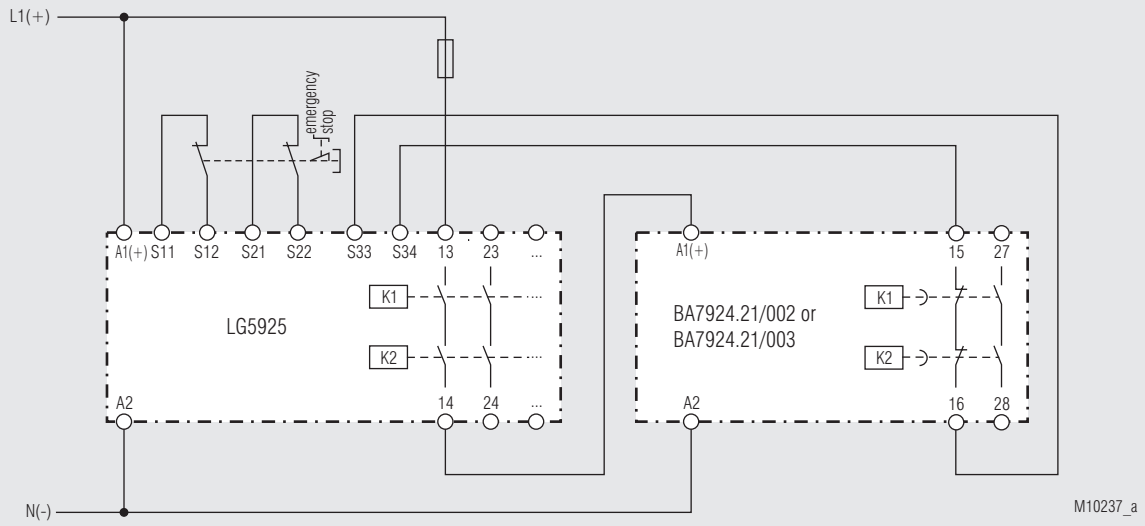 L1(+)
emergency
stop
A1(+) S11 S12 S21 S22 S33 S34 13 23 ...
A1(+) 15 27
K1 ....
K1
LG5925
BA7924.21/002 or
BA7924.21/003
K2 ....
K2
A2 14 24 ...
A2 16 28
N(-)
M10237_a